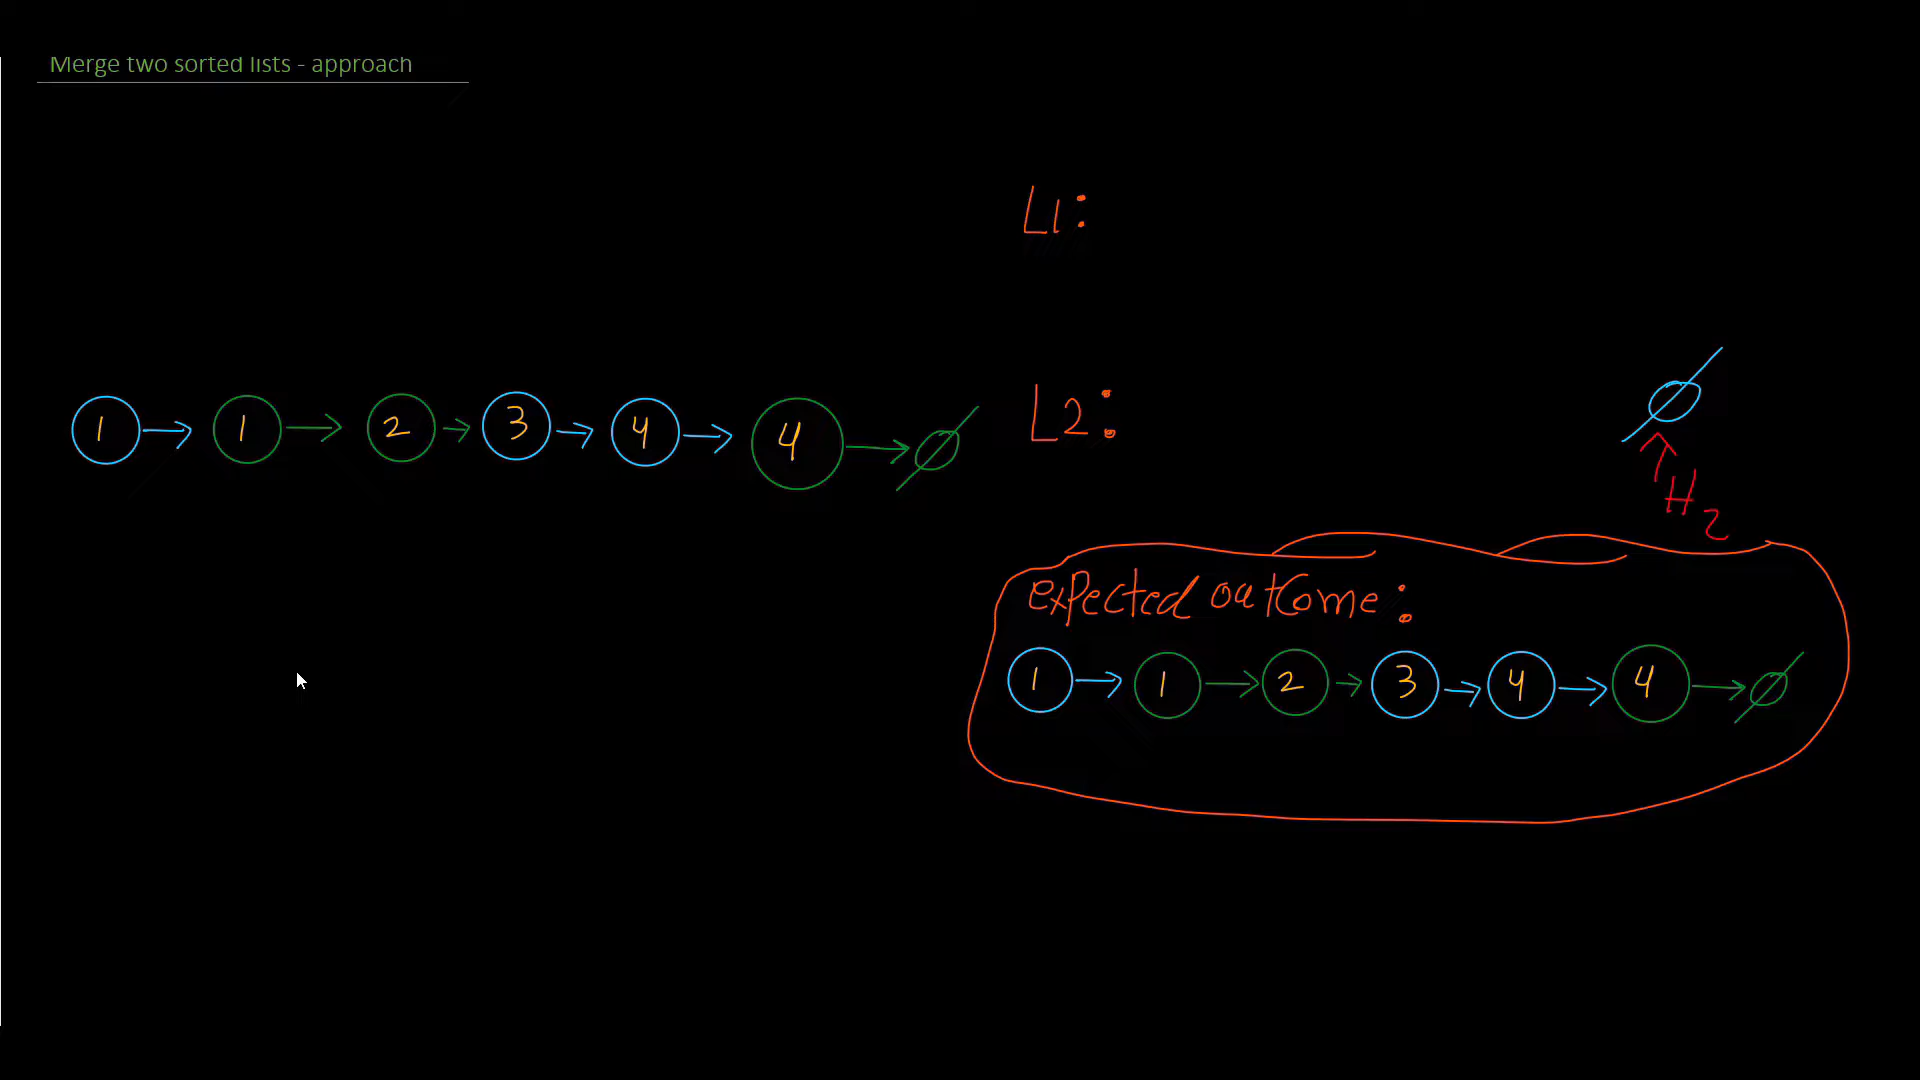 Merge two sorted lists - approach
L1:
L2:
1 → 1 → 2 → 3 → 4 → 4 → ∅
∅
H2
expected outcome:
1 → 1 → 2 → 3 → 4 → 4 → ∅